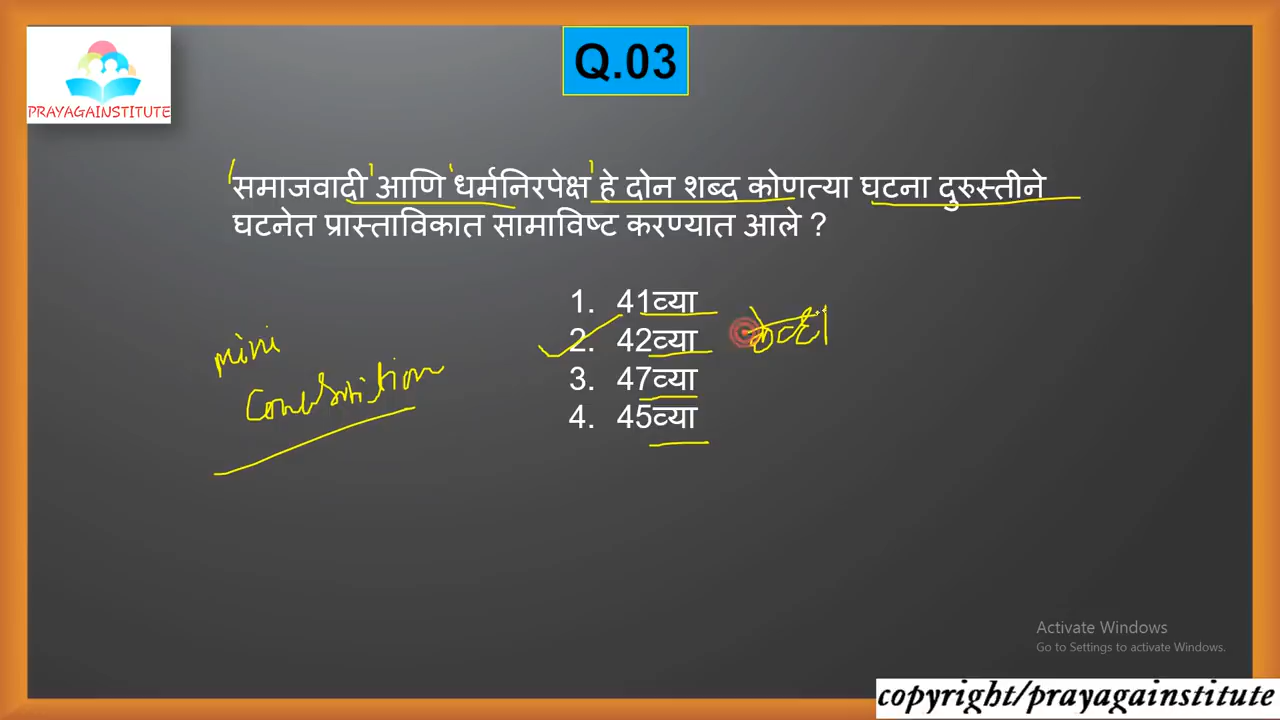 Q.03
PRAYAGAINSTITUTE
समाजवादी आणि धर्मनिरपेक्ष हे दोन शब्द कोणत्या घटना दुरुस्तीने
घटनेत प्रास्ताविकात सामाविष्ट करण्यात आले ?
1. 41व्या
2. 42व्या
3. 47व्या
4. 45व्या
mini
Activate Windows
Go to Settings to activate Windows.
copyright/prayagainstitute